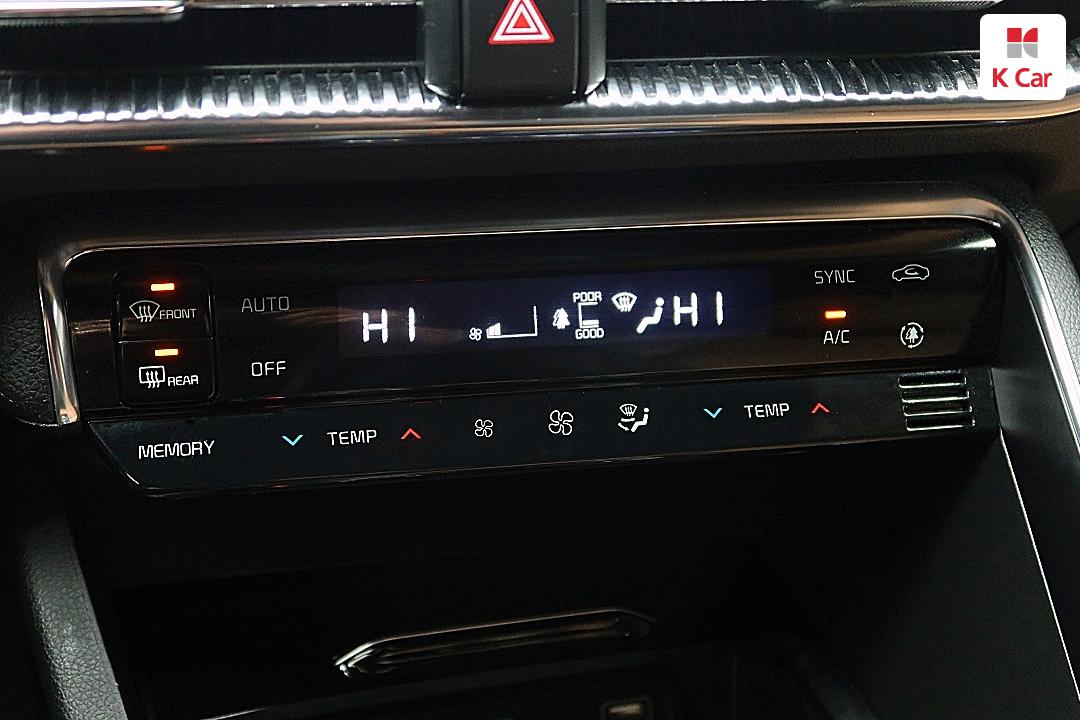 K Car
FRONT
AUTO
HI
POOR
GOOD
HI
SYNC
A/C
REAR
OFF
MEMORY
TEMP
TEMP